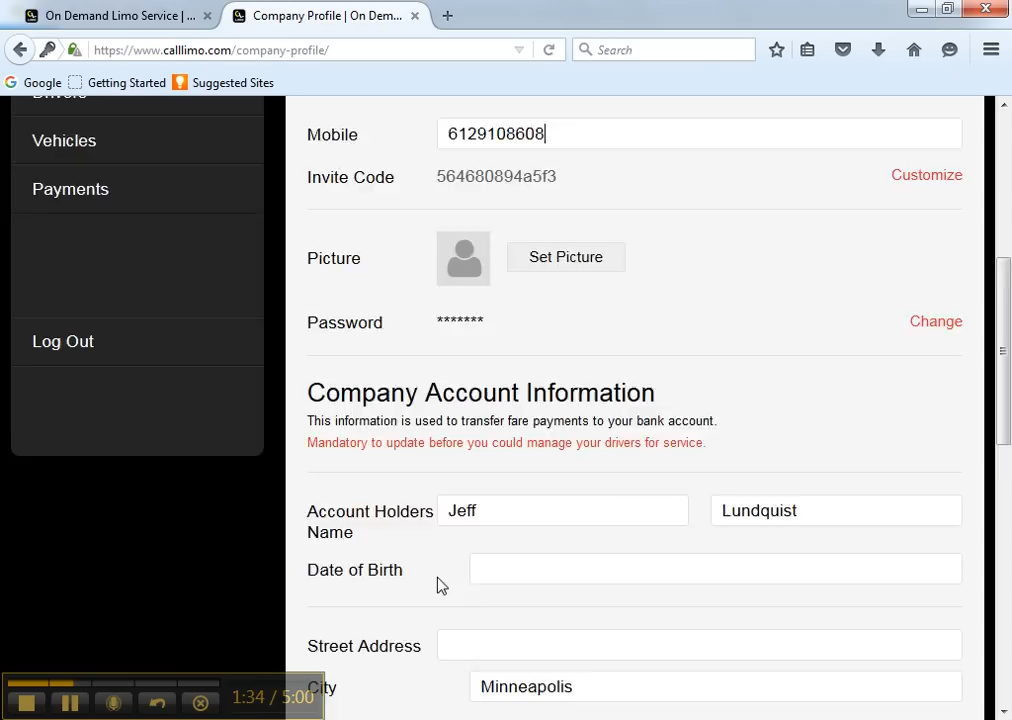 On Demand Limo Service | ...
Company Profile | On Dem...
https://www.calllimo.com/company-profile/
Search
Google
Getting Started
Suggested Sites
Drivers
Vehicles
Payments
Log Out
Mobile
6129108608
Invite Code
564680894a5f3
Customize
Picture
Set Picture
Password
*******
Change
Company Account Information
This information is used to transfer fare payments to your bank account.
Mandatory to update before you could manage your drivers for service.
Account Holders
Name
Jeff
Lundquist
Date of Birth
Street Address
City
Minneapolis
1:34 / 5:00